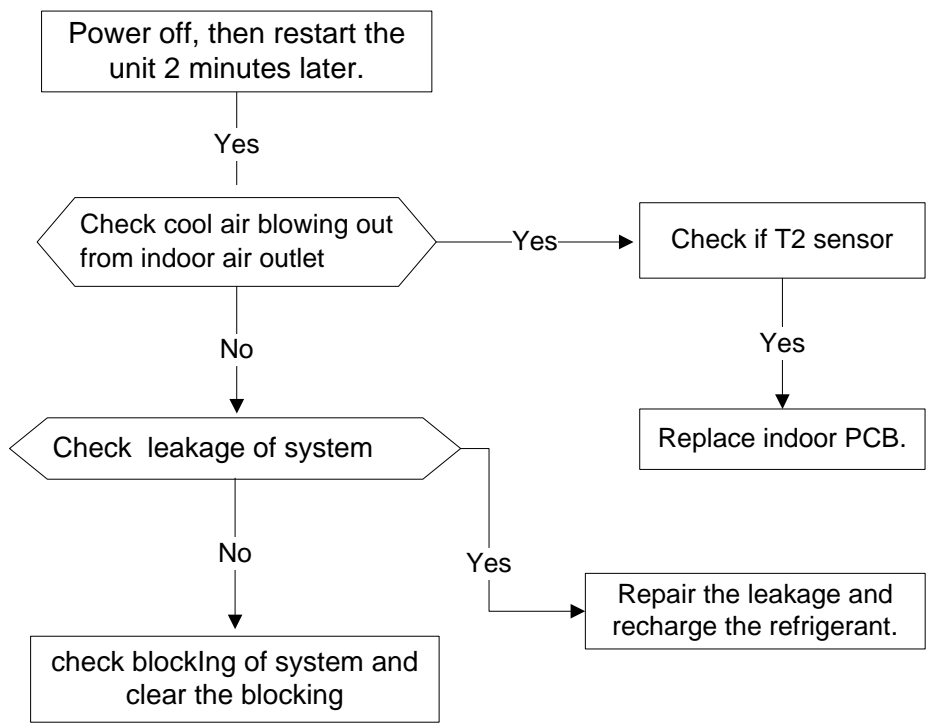 Power off, then restart the
unit 2 minutes later.
Yes
Check cool air blowing out
from indoor air outlet
Yes
Check if T2 sensor
No
Yes
Check leakage of system
Replace indoor PCB.
No
Yes
Repair the leakage and
recharge the refrigerant.
check blockIng of system and
clear the blocking